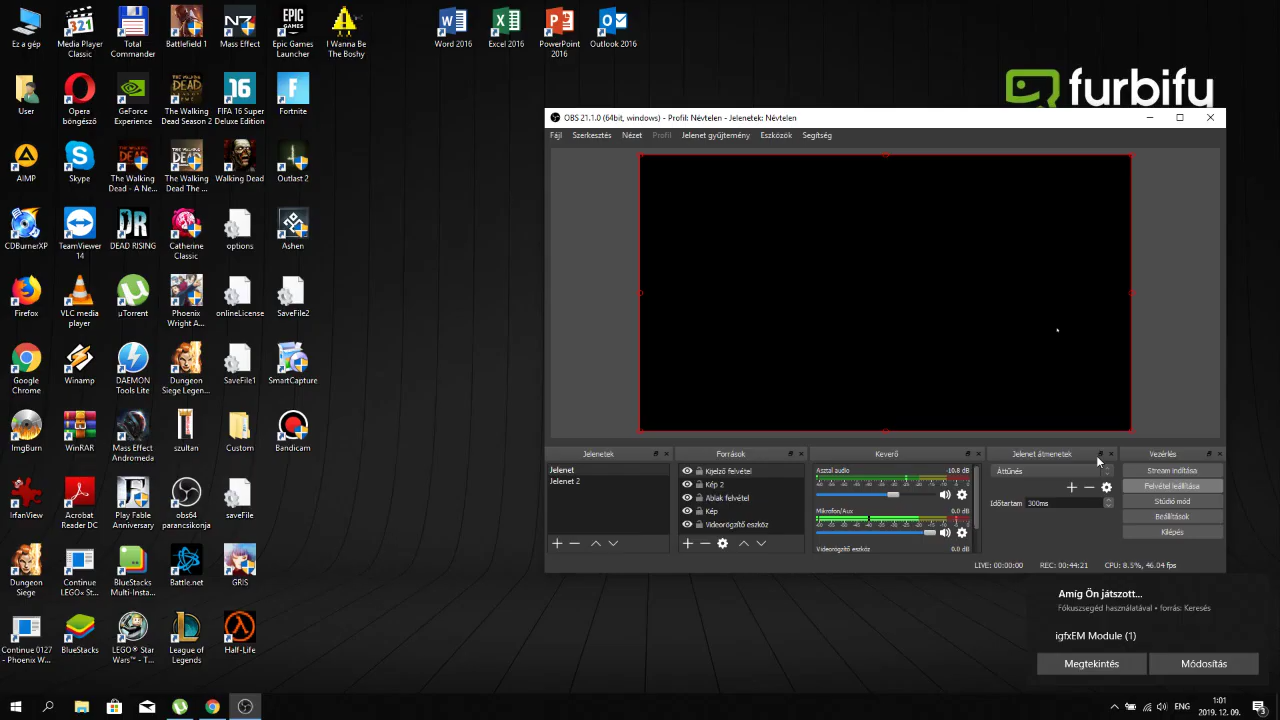 Ez a gép
Media Player Classic
Total Commander
Battlefield 1
Mass Effect
Epic Games Launcher
I Wanna Be The Boshy
Word 2016
Excel 2016
PowerPoint 2016
Outlook 2016
furbify
User
Opera böngésző
GeForce Experience
The Walking Dead Season 2
FIFA 16 Super Deluxe Edition
Fortnite
AIMP
Skype
The Walking Dead - A Ne...
The Walking Dead The ...
Walking Dead
Outlast 2
CDBurnerXP
TeamViewer 14
DEAD RISING
Catherine Classic
options
Ashen
Firefox
VLC media player
µTorrent
Phoenix Wright A...
onlineLicense
SaveFile2
Google Chrome
Winamp
DAEMON Tools Lite
Dungeon Siege Legen...
SaveFile1
SmartCapture
ImgBurn
WinRAR
Mass Effect Andromeda
szultan
Custom
Bandicam
IrfanView
Acrobat Reader DC
Play Fable Anniversary
obs64 parancsikonja
saveFile
Dungeon Siege
Continue LEGO« St...
BlueStacks Multi-Insta...
Battle.net
GRIS
Continue 0127 - Phoenix W...
BlueStacks
LEGO® Star Wars™ - T...
League of Legends
Half-Life
OBS 21.1.0 (64bit, windows) - Profil: Névtelen - Jelenetek: Névtelen
Fájl Szerkesztés Nézet Profil Jelenet gyűjtemény Eszközök Segítség
Jelenetek
Jelenet
Jelenet 2
Források
Kijelző felvétel
Kép 2
Ablak felvétel
Kép
Videorögzítő eszköz
Keverő
Asztal audio -10.8 dB
Mikrofon/Aux 0.0 dB
Videorögzítő eszköz 0.0 dB
Jelenet átmenetek
Áttűnés
Időtartam 300ms
Vezérlés
Stream indítása
Felvétel leállítása
Stúdió mód
Beállítások
Kilépés
LIVE: 00:00:00 REC: 00:44:21 CPU: 8.5%, 46.04 fps
Amíg Ön játszott...
Fókuszsegéd használatával • forrás: Keresés
igfxEM Module (1)
Megtekintés Módosítás
ENG
1:01
2019. 12. 09.
3